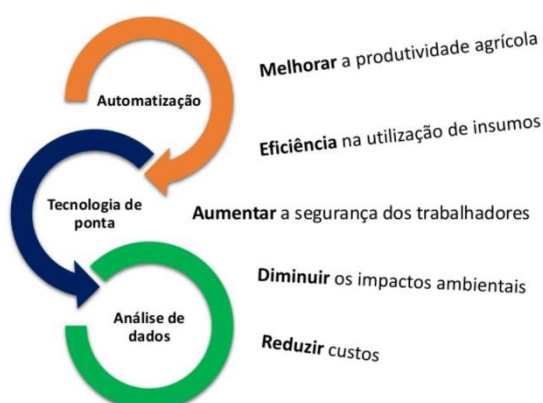 Automatização
Tecnologia de
ponta
Análise de
dados
Melhorar a produtividade agrícola
Eficiência na utilização de insumos
Aumentar a segurança dos trabalhadores
Diminuir os impactos ambientais
Reduzir custos